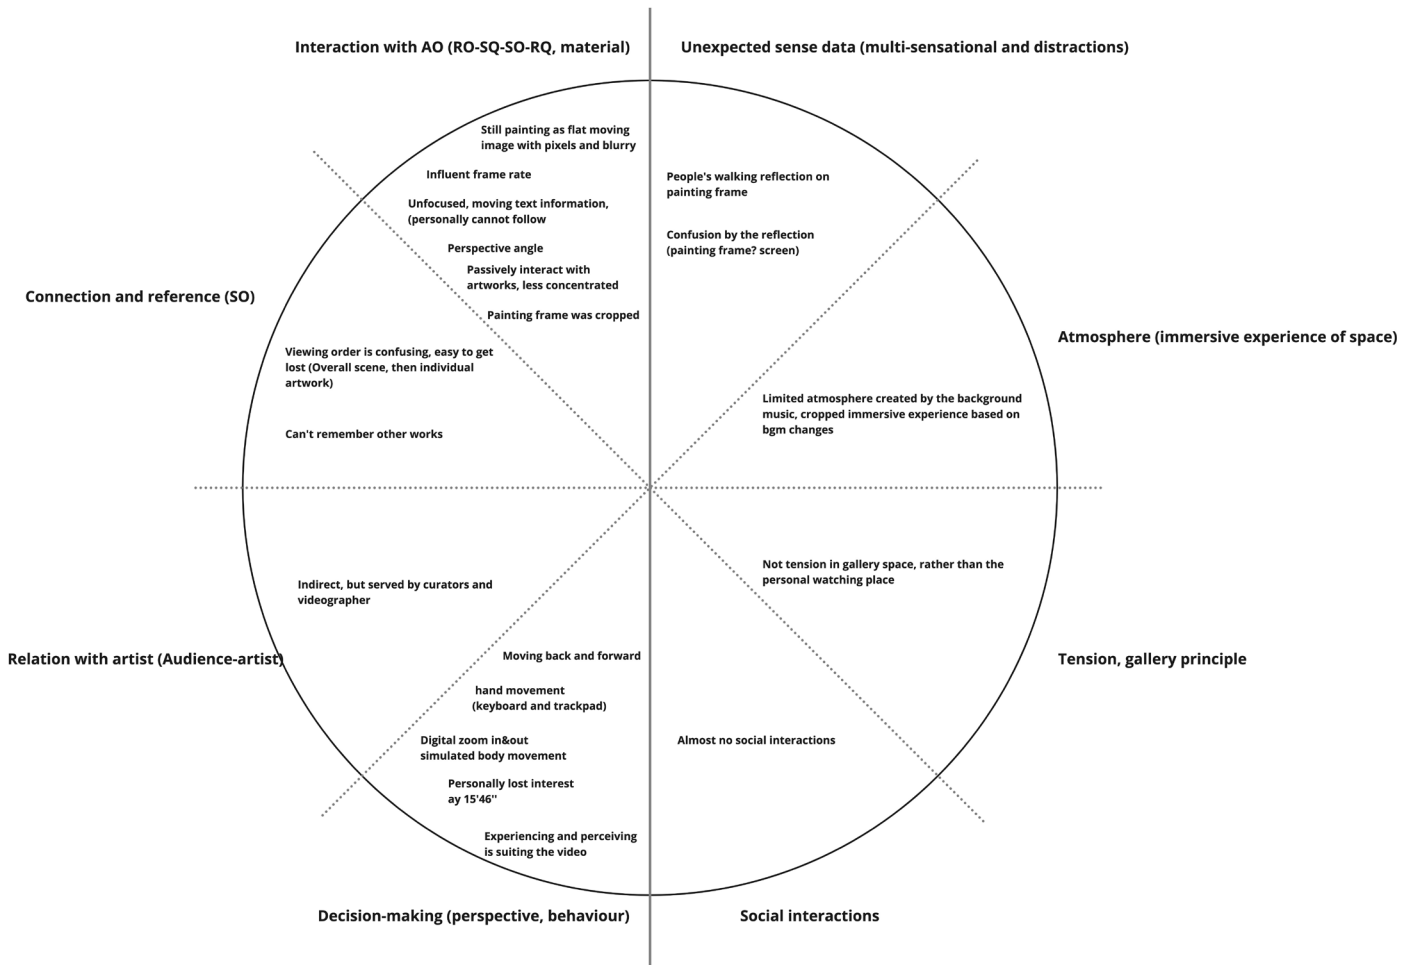 Interaction with AO (RO-SQ-SO-RQ, material)
Unexpected sense data (multi-sensational and distractions)
Still painting as flat moving
image with pixels and blurry
Influent frame rate
Unfocused, moving text information,
(personally cannot follow
Perspective angle
Passively interact with
artworks, less concentrated
Painting frame was cropped
People's walking reflection on
painting frame
Confusion by the reflection
(painting frame? screen)
Connection and reference (SO)
Viewing order is confusing, easy to get
lost (Overall scene, then individual
artwork)
Can't remember other works
Atmosphere (immersive experience of space)
Limited atmosphere created by the background
music, cropped immersive experience based on
bgm changes
Indirect, but served by curators and
videographer
Relation with artist (Audience-artist)
Not tension in gallery space, rather than the
personal watching place
Tension, gallery principle
Moving back and forward
hand movement
(keyboard and trackpad)
Digital zoom in&out
simulated body movement
Personally lost interest
ay 15'46''
Experiencing and perceiving
is suiting the video
Almost no social interactions
Decision-making (perspective, behaviour)
Social interactions